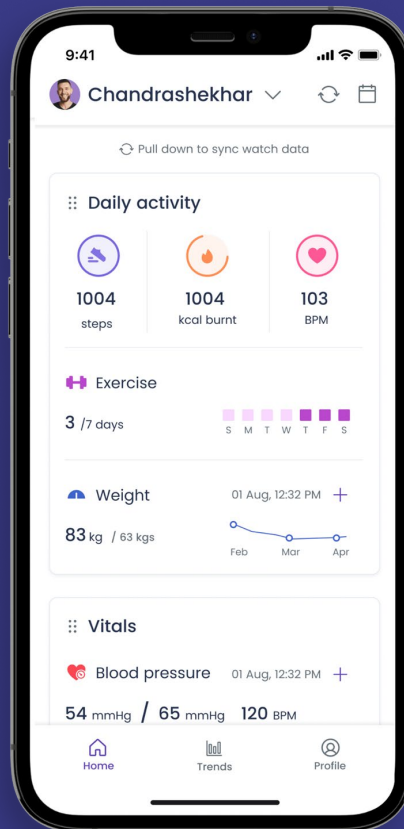 9:41
Chandrashekhar
Pull down to sync watch data
Daily activity
1004 1004 103
steps kcal burnt BPM
Exercise
3 /7 days
S M T W T F S
Weight 01 Aug, 12:32 PM
83 kg / 63 kgs
Feb Mar Apr
Vitals
Blood pressure 01 Aug, 12:32 PM
54 mmHg / 65 mmHg 120 BPM
Home Trends Profile